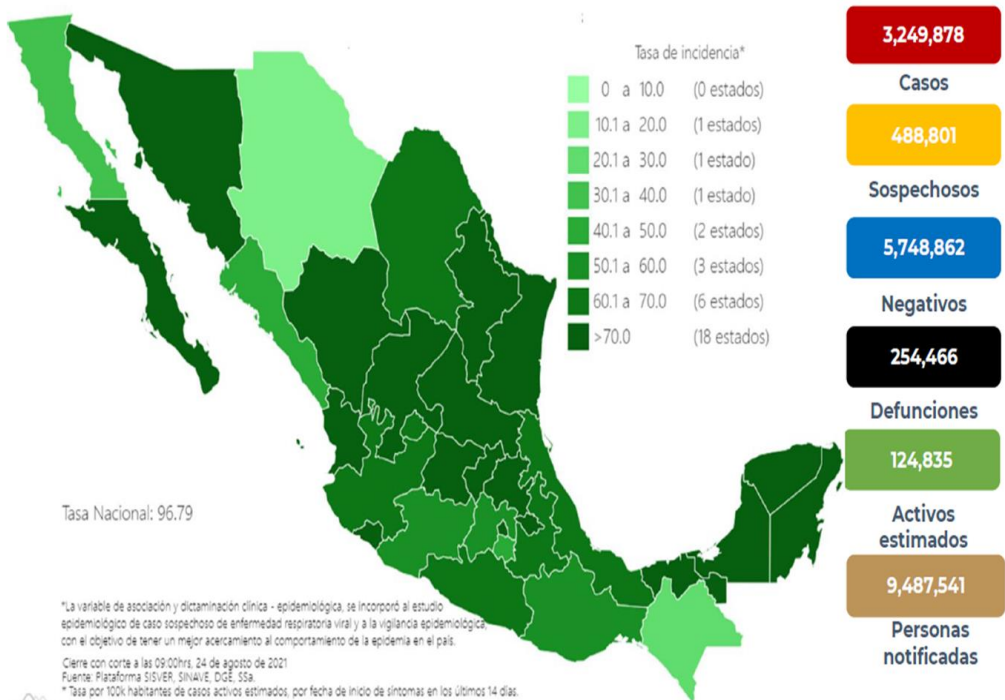 Tasa de incidencia*
0 a 10.0 (0 estados)
10.1 a 20.0 (1 estados)
20.1 a 30.0 (1 estado)
30.1 a 40.0 (1 estado)
40.1 a 50.0 (2 estados)
50.1 a 60.0 (3 estados)
60.1 a 70.0 (6 estados)
>70.0 (18 estados)
Tasa Nacional: 96.79
*La variable de asociación y dictaminación clínica - epidemiológica, se incorporó al estudio
epidemiológico de caso sospechoso de enfermedad respiratoria viral y a la vigilancia epidemiológica,
con el objetivo de tener un mejor acercamiento al comportamiento de la epidemia en el país.
Cierre con corte a las 09:00hrs, 24 de agosto de 2021
Fuente: Plataforma SISVER, SINAVE, DGE, SSa.
* Tasa por 100k habitantes de casos activos estimados, por fecha de inicio de síntomas en los últimos 14 días.
3,249,878
Casos
488,801
Sospechosos
5,748,862
Negativos
254,466
Defunciones
124,835
Activos
estimados
9,487,541
Personas
notificadas